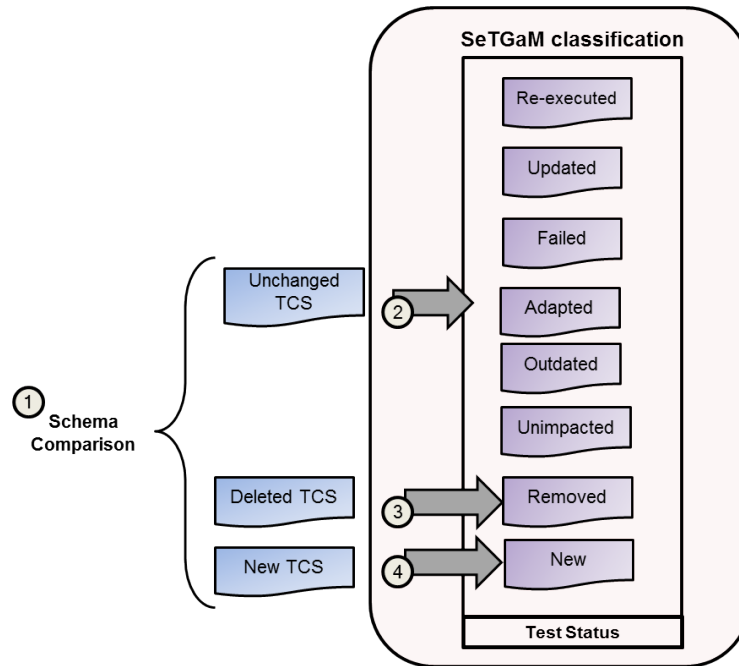 SeTGaM classification
Re-executed
Updated
Failed
Unchanged
TCS
2
Adapted
Outdated
1
Schema
Comparison
Unimpacted
Deleted TCS
3
Removed
New TCS
4
New
Test Status